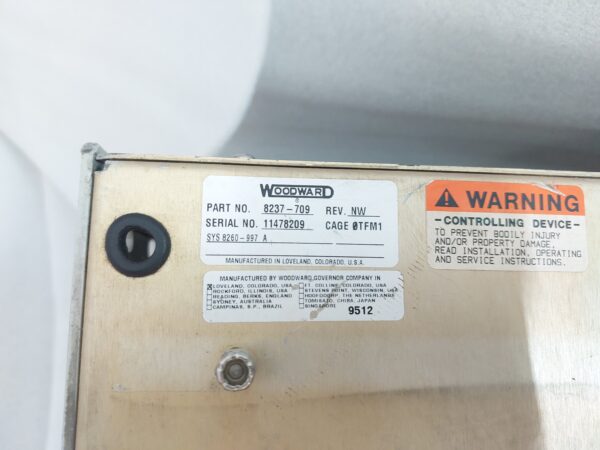 WOODWARD
PART NO. 8237-709 REV. NW
SERIAL NO. 11478209 CAGE 0TFM1
SYS 8260-997 A
MANUFACTURED IN LOVELAND, COLORADO, U.S.A.
MANUFACTURED BY WOODWARD GOVERNOR COMPANY IN
LOVELAND, COLORADO, USA FT. COLLINS, COLORADO, USA
ROCKFORD, ILLINOIS, USA STEVENS POINT, WISCONSIN, USA
READING, BERKS, ENGLAND HOOFDDORP, THE NETHERLANDS
SYDNEY, AUSTRALIA TOMISATO, CHIBA, JAPAN
CAMPINAS, S.P., BRAZIL SINGAPORE
9512
WARNING
-CONTROLLING DEVICE-
TO PREVENT BODILY INJURY
AND/OR PROPERTY DAMAGE,
READ INSTALLATION, OPERATING
AND SERVICE INSTRUCTIONS.